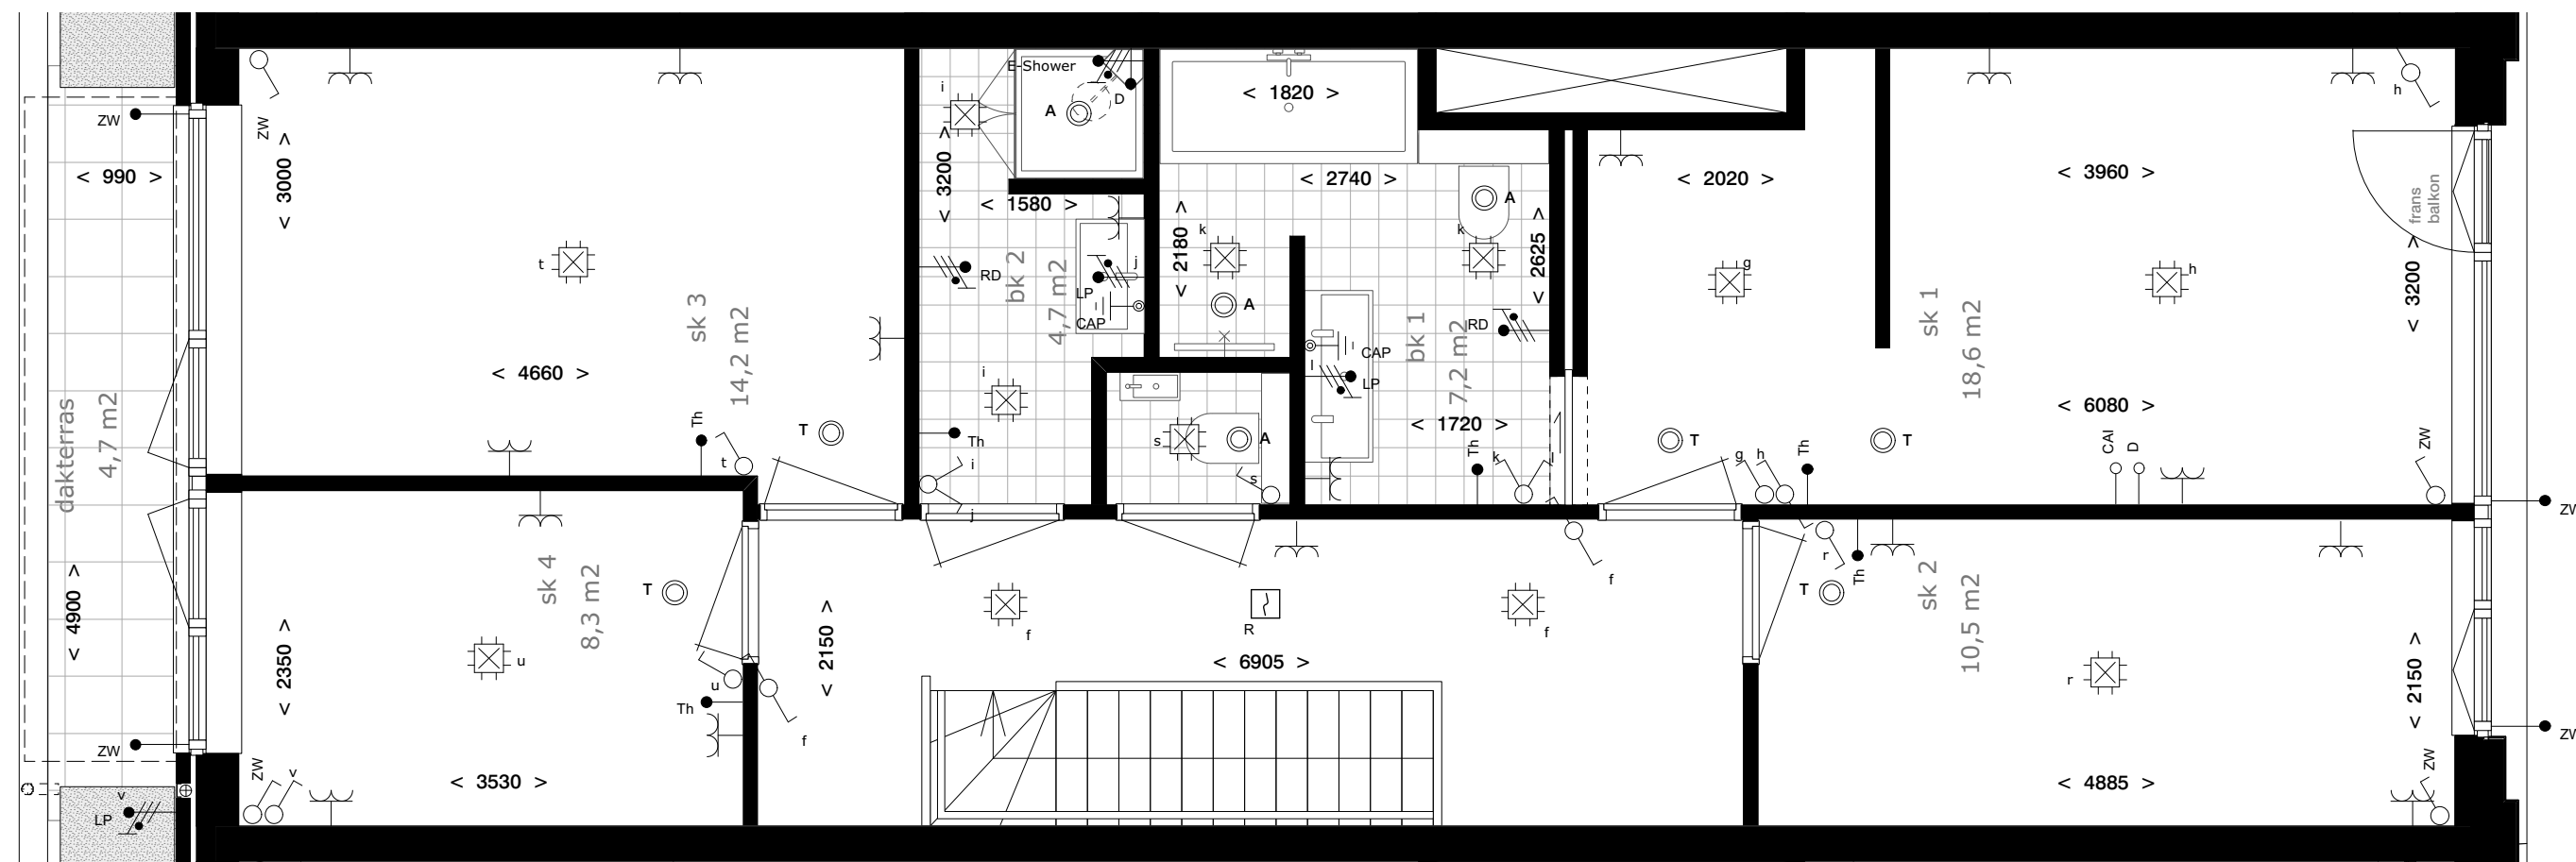 ZW
< 990 >
dakterras
4,7 m2
< 4900 >
ZW
v
LP
ZW
< 3000 >
t
< 4660 >
sk 3
14,2 m2
Th
t
T
sk 4
8,3 m2
T
u
< 2350 >
< 3530 >
ZW
v
u
Th
f
E-Shower
i
A
D
< 3200 >
< 1580 >
bk 2
4,7 m2
RD
j
LP
CAP
i
Th
i
j
< 1820 >
< 2740 >
< 2180 >
k
A
k
A
< 2625 >
RD
bk 1
7,2 m2
CAP
l
LP
< 1720 >
Th
k
l
s
A
s
< 2150 >
f
R
f
f
< 6905 >
< 2020 >
g
T
g
h
Th
< 3960 >
sk 1
18,6 m2
h
h
frans
balkon
< 3200 >
< 6080 >
T
CAI
D
ZW
ZW
r
Th
T
sk 2
10,5 m2
r
< 2150 >
< 4885 >
ZW
ZW